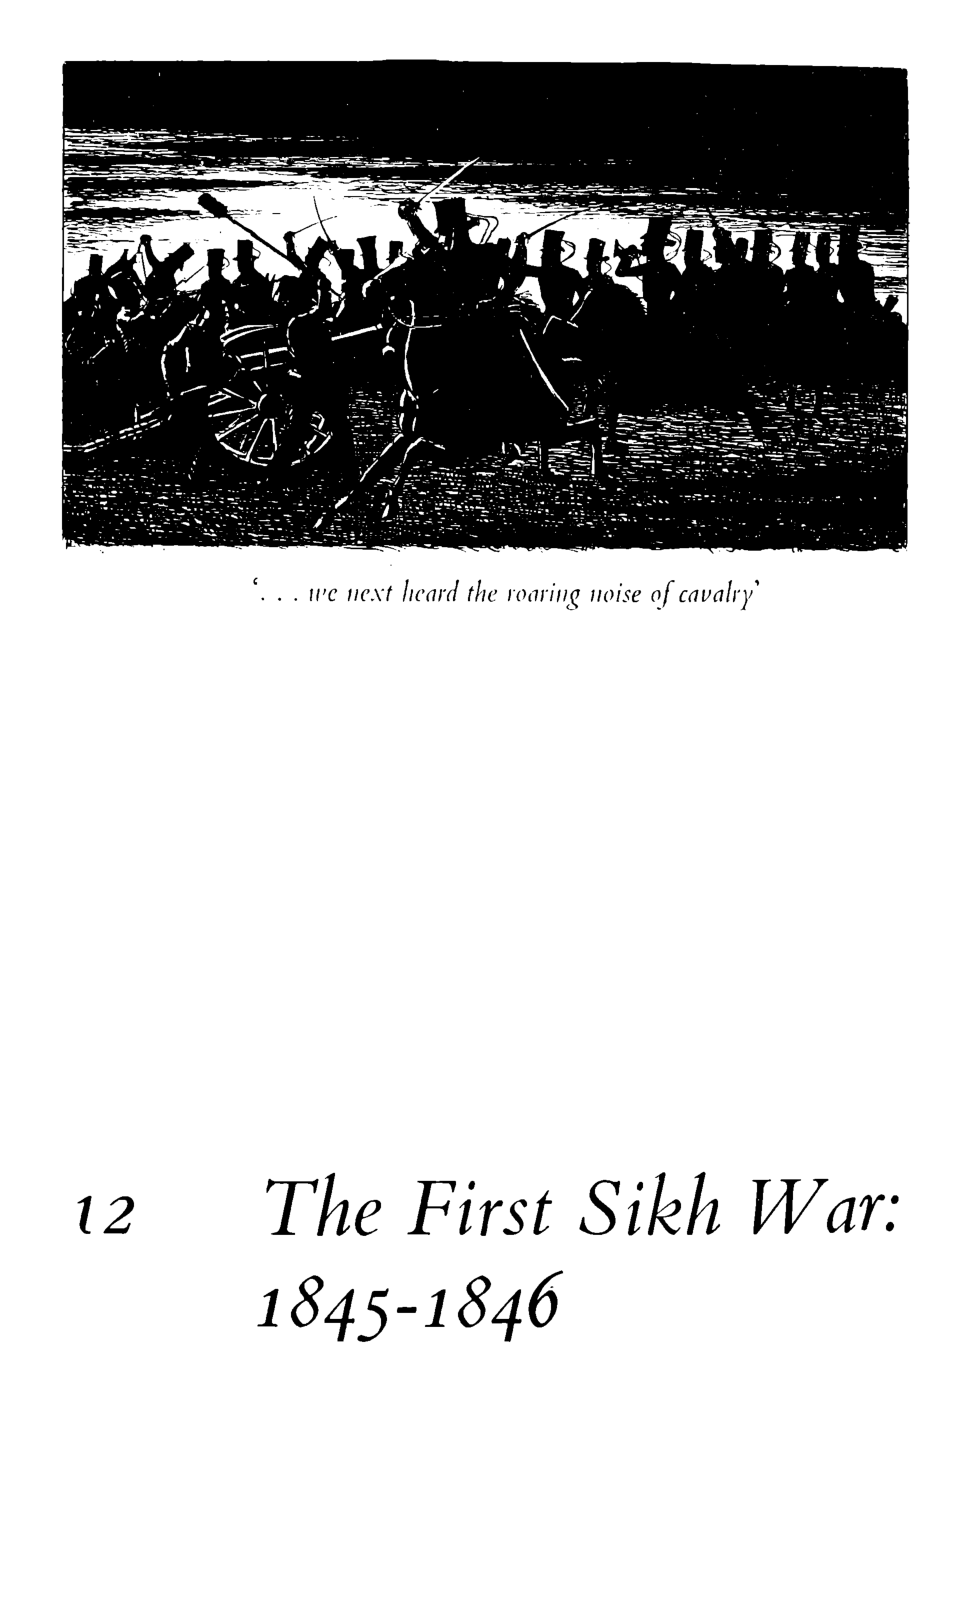 ‘. . . we next heard the roaring noise of cavalry’
12 The First Sikh War:
1845-1846